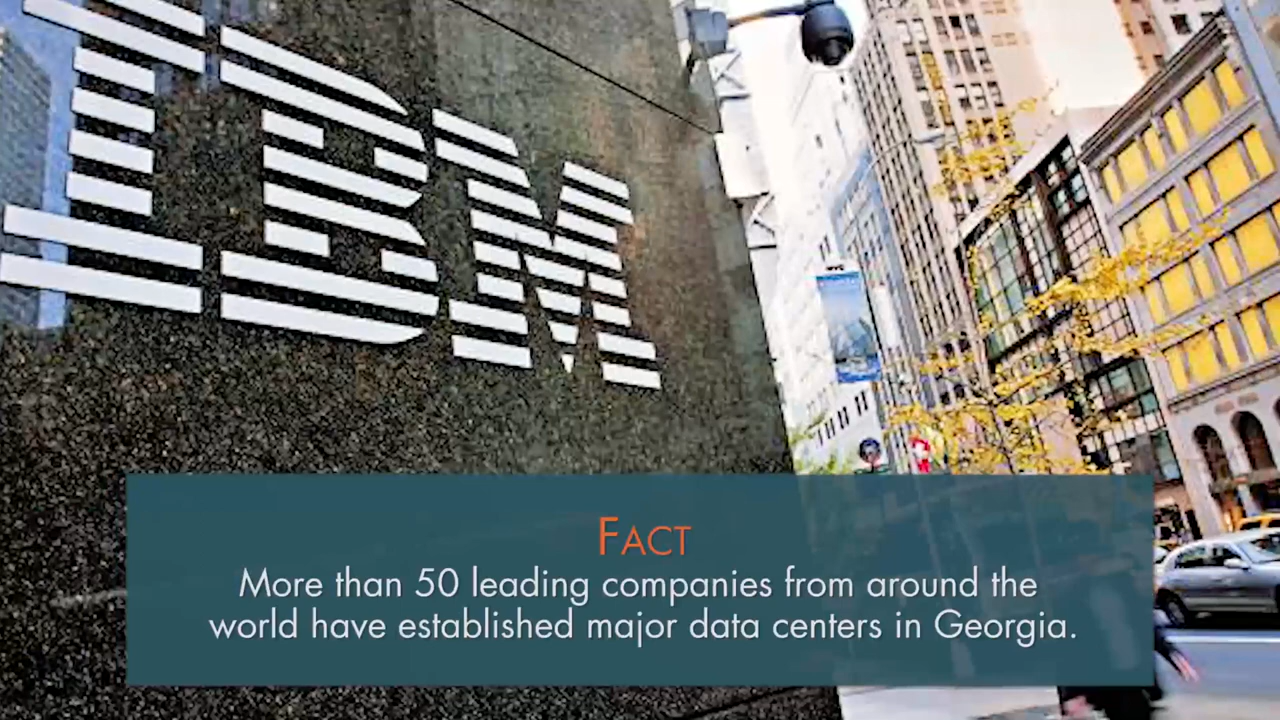 IBM
FACT
More than 50 leading companies from around the
world have established major data centers in Georgia.